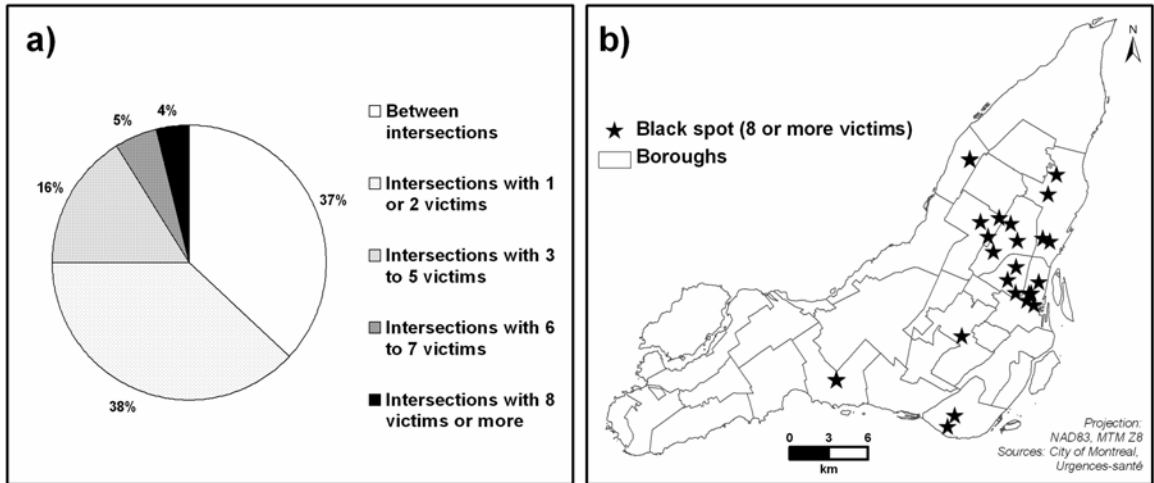 a)
4%
5%
16%
37%
38%
Between
intersections
Intersections with 1
or 2 victims
Intersections with 3
to 5 victims
Intersections with 6
to 7 victims
Intersections with 8
victims or more
b)
N
Black spot (8 or more victims)
Boroughs
0 3 6
km
Projection:
NAD83, MTM Z8
Sources: City of Montreal,
Urgences-santé